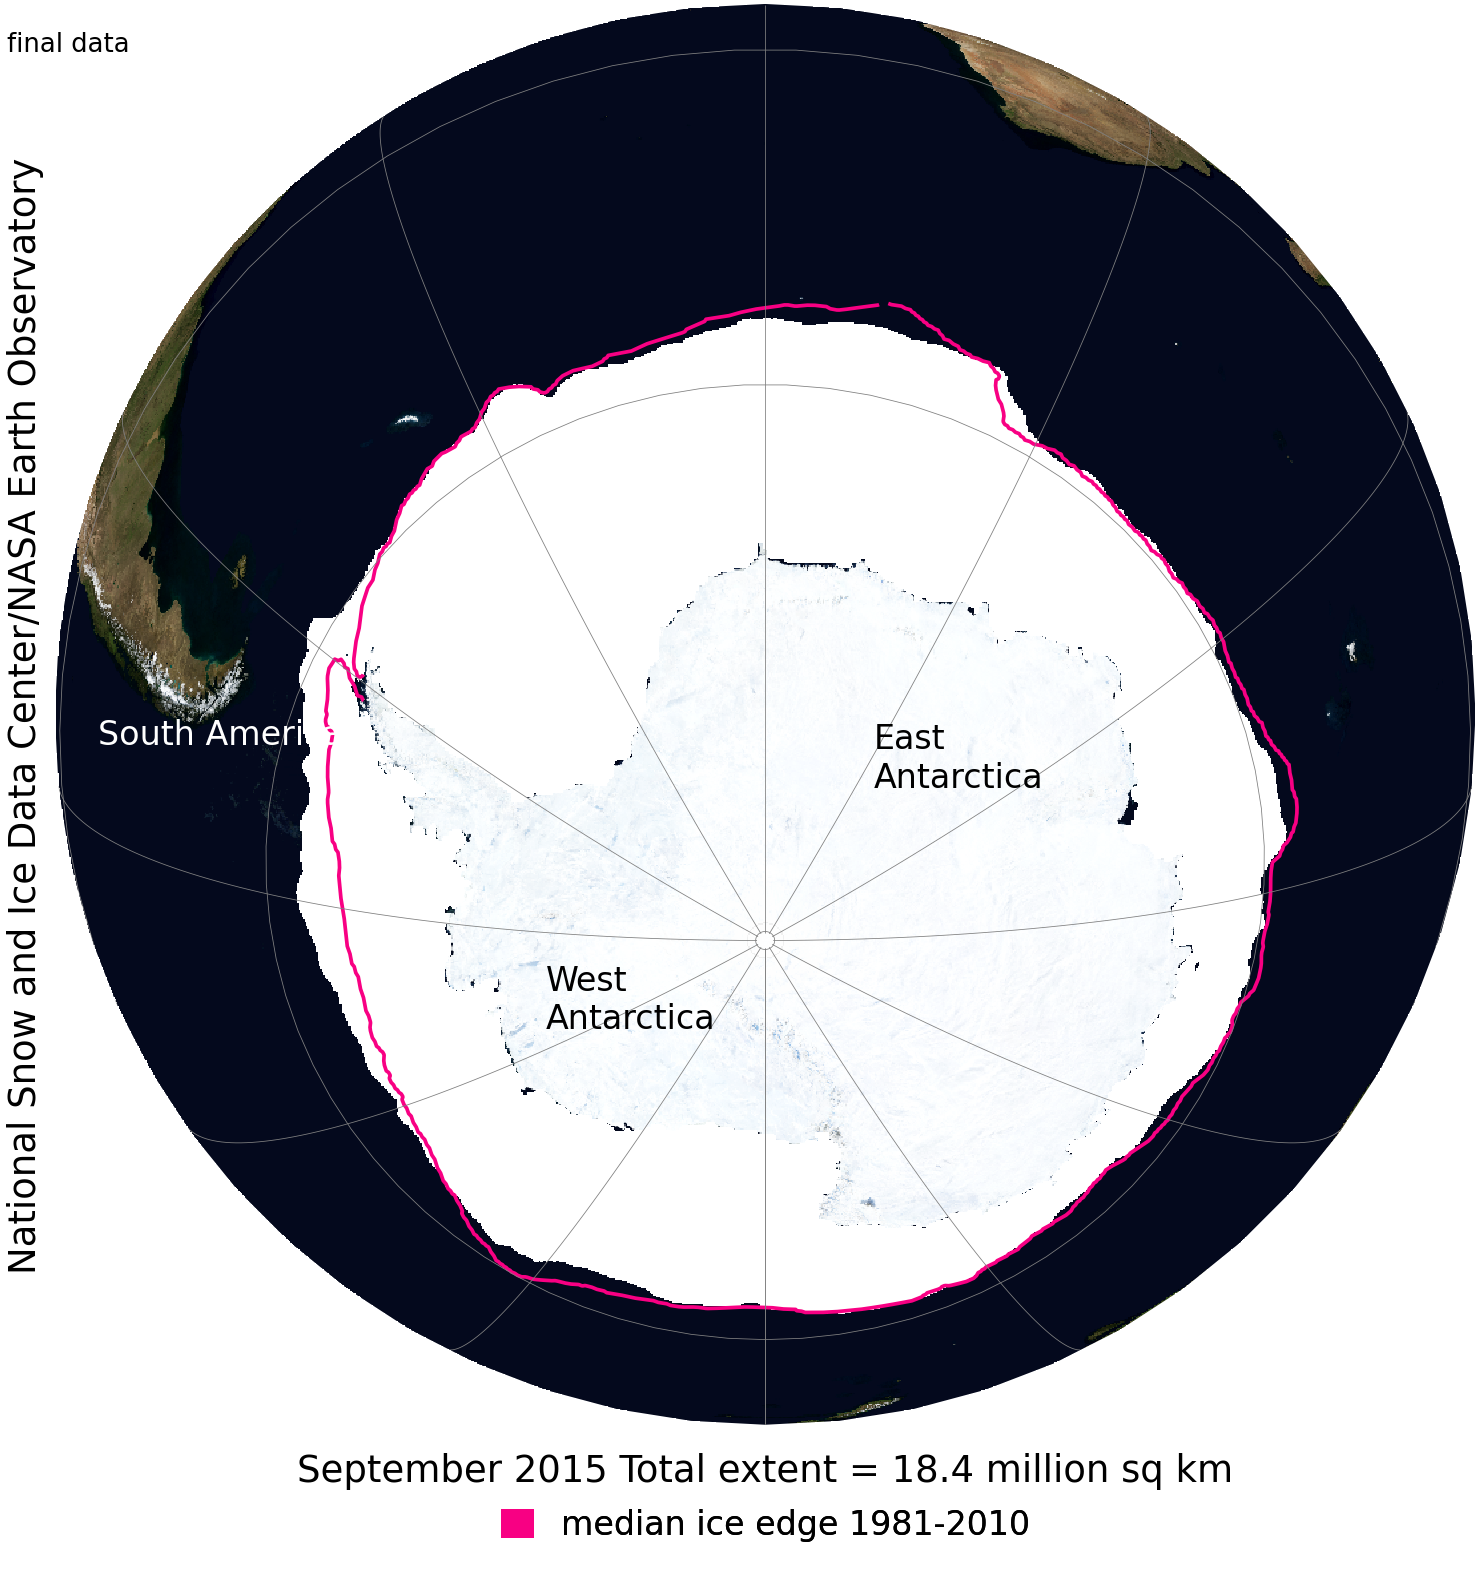 final data
National Snow and Ice Data Center/NASA Earth Observatory
South Ameri
East
Antarctica
West
Antarctica
September 2015 Total extent = 18.4 million sq km
median ice edge 1981-2010